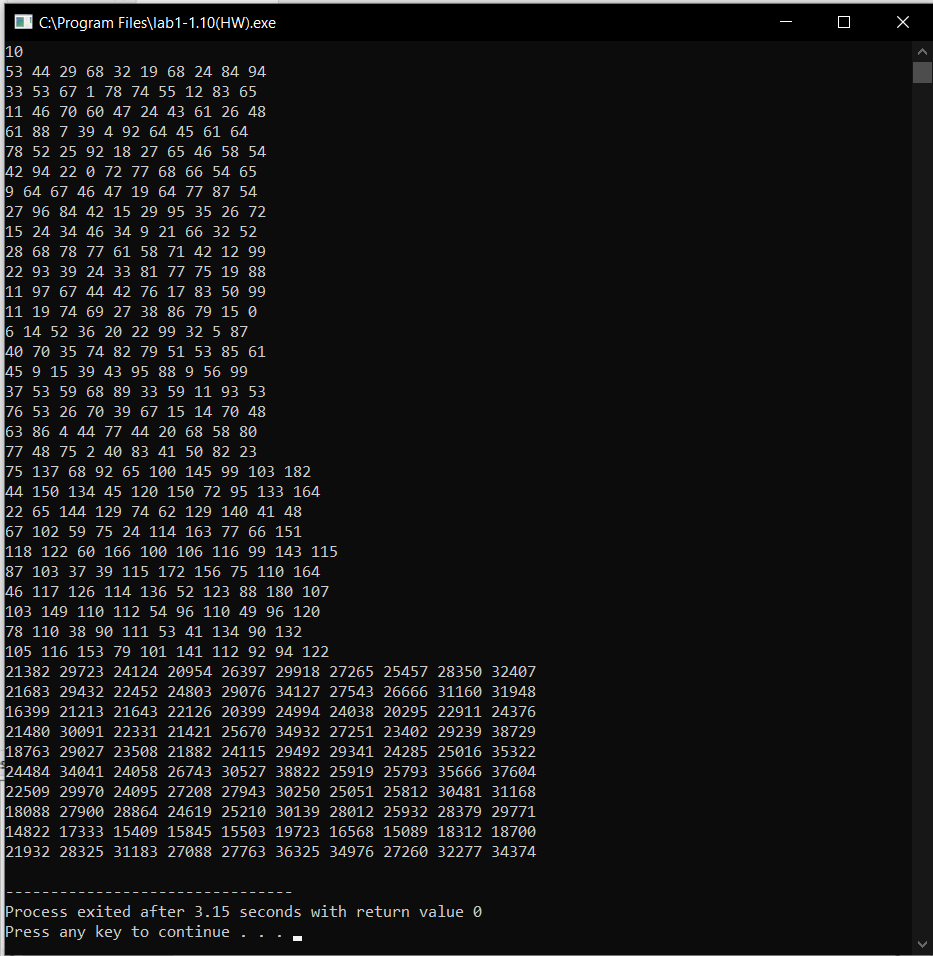 C:\Program Files\lab1-1.10(HW).exe
10
53 44 29 68 32 19 68 24 84 94
33 53 67 1 78 74 55 12 83 65
11 46 70 60 47 24 43 61 26 48
61 88 7 39 4 92 64 45 61 64
78 52 25 92 18 27 65 46 58 54
42 94 22 0 72 77 68 66 54 65
9 64 67 46 47 19 64 77 87 54
27 96 84 42 15 29 95 35 26 72
15 24 34 46 34 9 21 66 32 52
28 68 78 77 61 58 71 42 12 99
22 93 39 24 33 81 77 75 19 88
11 97 67 44 42 76 17 83 50 99
11 19 74 69 27 38 86 79 15 0
6 14 52 36 20 22 99 32 5 87
40 70 35 74 82 79 51 53 85 61
45 9 15 39 43 95 88 9 56 99
37 53 59 68 89 33 59 11 93 53
76 53 26 70 39 67 15 14 70 48
63 86 4 44 77 44 20 68 58 80
77 48 75 2 40 83 41 50 82 23
75 137 68 92 65 100 145 99 103 182
44 150 134 45 120 150 72 95 133 164
22 65 144 129 74 62 129 140 41 48
67 102 59 75 24 114 163 77 66 151
118 122 60 166 100 106 116 99 143 115
87 103 37 39 115 172 156 75 110 164
46 117 126 114 136 52 123 88 180 107
103 149 110 112 54 96 110 49 96 120
78 110 38 90 111 53 41 134 90 132
105 116 153 79 101 141 112 92 94 122
21382 29723 24124 20954 26397 29918 27265 25457 28350 32407
21683 29432 22452 24803 29076 34127 27543 26666 31160 31948
16399 21213 21643 22126 20399 24994 24038 20295 22911 24376
21480 30091 22331 21421 25670 34932 27251 23402 29239 38729
18763 29027 23508 21882 24115 29492 29341 24285 25016 35322
24484 34041 24058 26743 30527 38822 25919 25793 35666 37604
22509 29970 24095 27208 27943 30250 25051 25812 30481 31168
18088 27900 28864 24619 25210 30139 28012 25932 28379 29771
14822 17333 15409 15845 15503 19723 16568 15089 18312 18700
21932 28325 31183 27088 27763 36325 34976 27260 32277 34374
--------------------------------
Process exited after 3.15 seconds with return value 0
Press any key to continue . . .